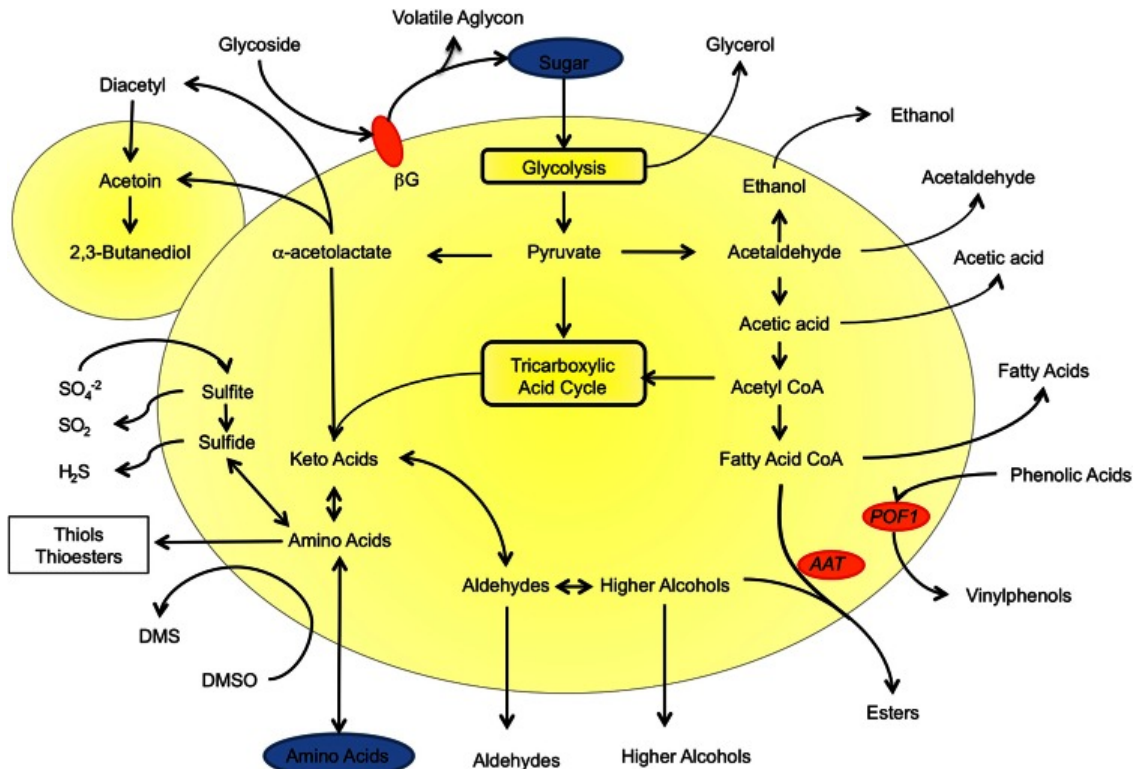 Volatile Aglycon
Glycoside
Sugar
Glycerol
Diacetyl
Ethanol
βG
Glycolysis
Ethanol
Acetaldehyde
Acetoin
2,3-Butanediol
α-acetolactate
Pyruvate
Acetaldehyde
Acetic acid
Acetic acid
SO₄⁻²
Sulfite
Tricarboxylic
Acid Cycle
Acetyl CoA
Fatty Acids
SO₂
Sulfide
H₂S
Keto Acids
Fatty Acid CoA
Phenolic Acids
POF1
Thiols
Thioesters
Amino Acids
AAT
Aldehydes
Higher Alcohols
Vinylphenols
DMS
DMSO
Esters
Amino Acids
Aldehydes
Higher Alcohols